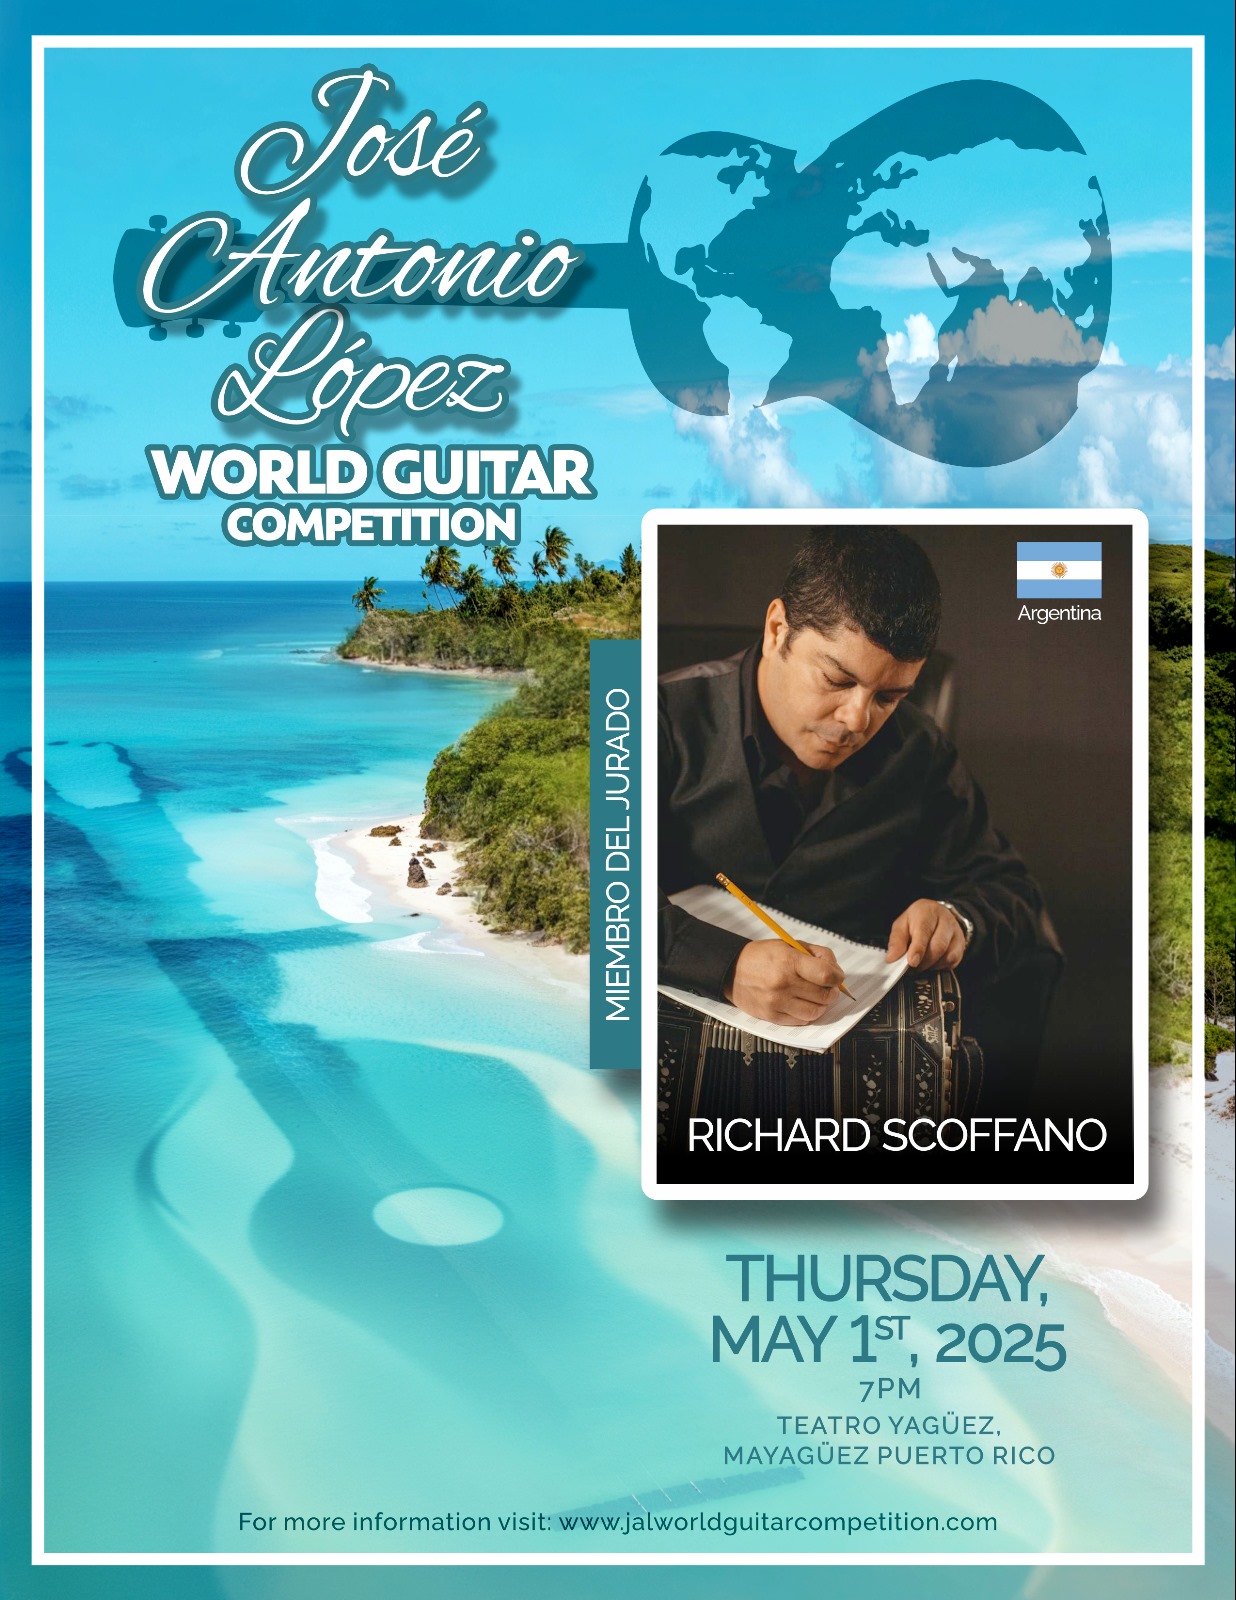 José
Antonio
López
WORLD GUITAR
COMPETITION
Argentina
MIEMBRO DEL JURADO
RICHARD SCOFFANO
THURSDAY,
MAY 1ST, 2025
7PM
TEATRO YAGÜEZ,
MAYAGÜEZ PUERTO RICO
For more information visit: www.jalworldguitarcompetition.com